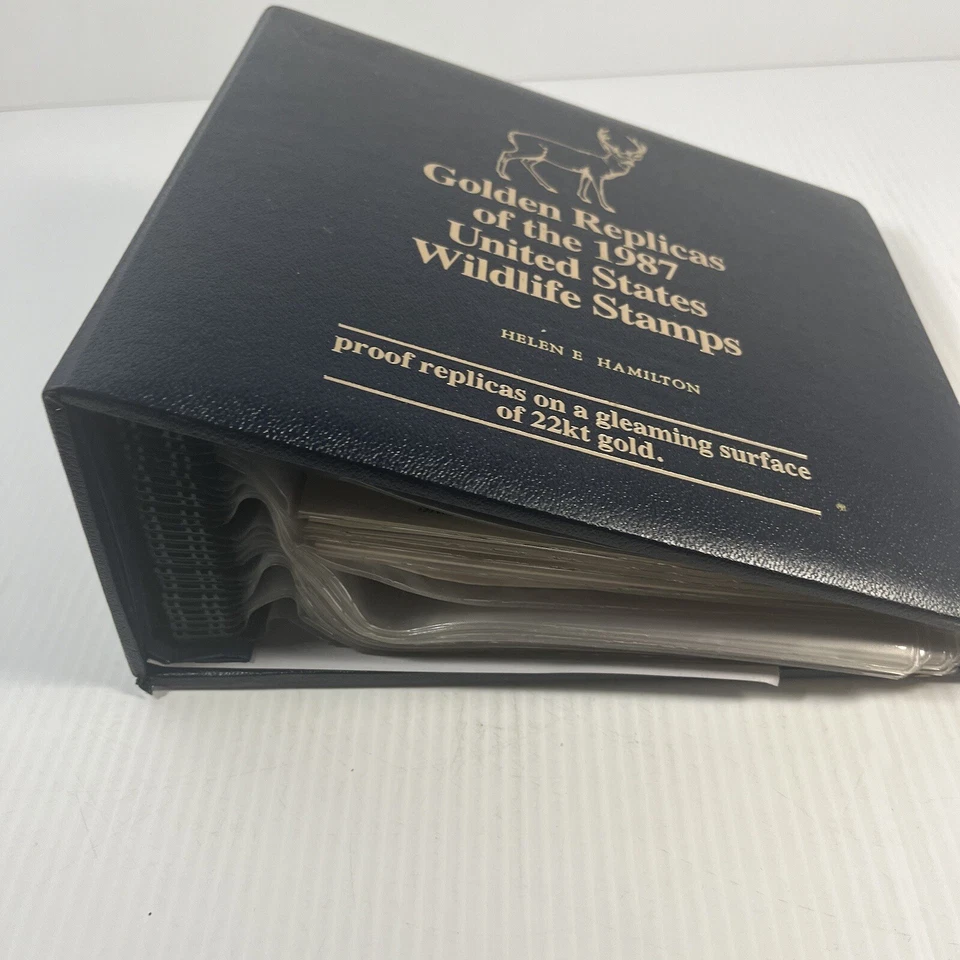 Golden Replicas
of the 1987
United States
Wildlife Stamps
HELEN E HAMILTON
proof replicas on a gleaming surface
of 22kt gold.